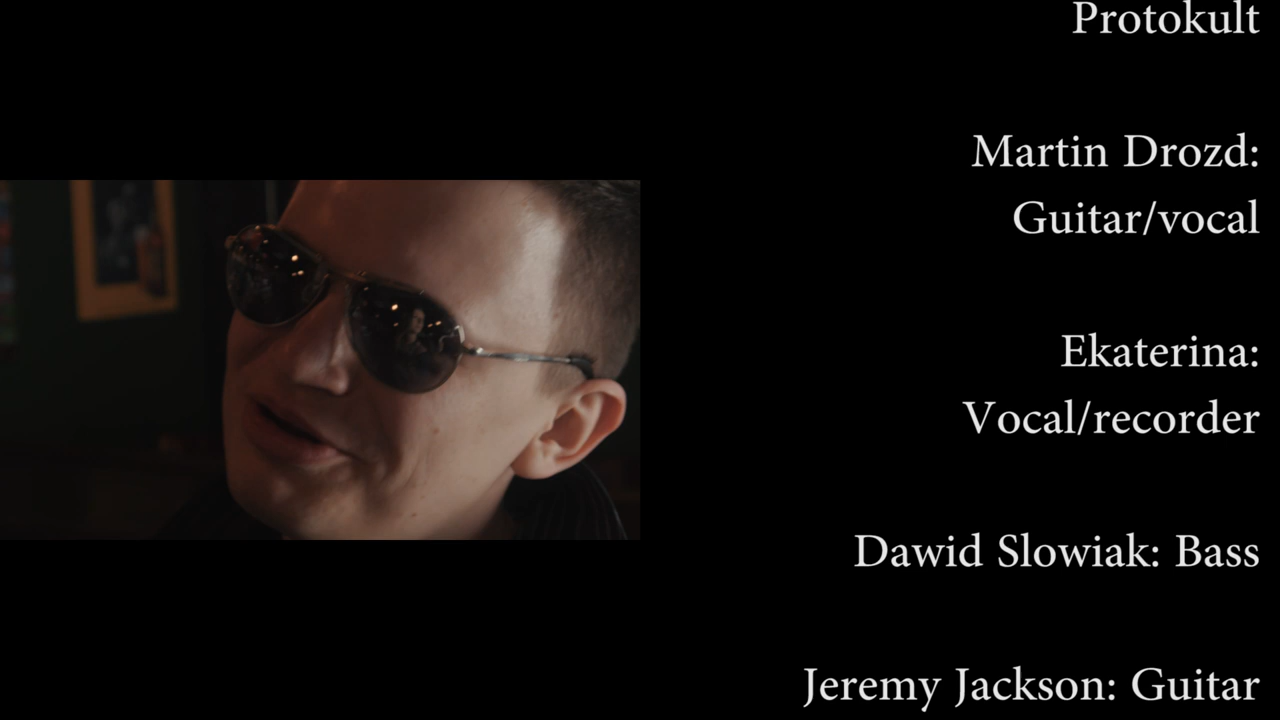 Protokult
Martin Drozd:
Guitar/vocal
Ekaterina:
Vocal/recorder
Dawid Slowiak: Bass
Jeremy Jackson: Guitar